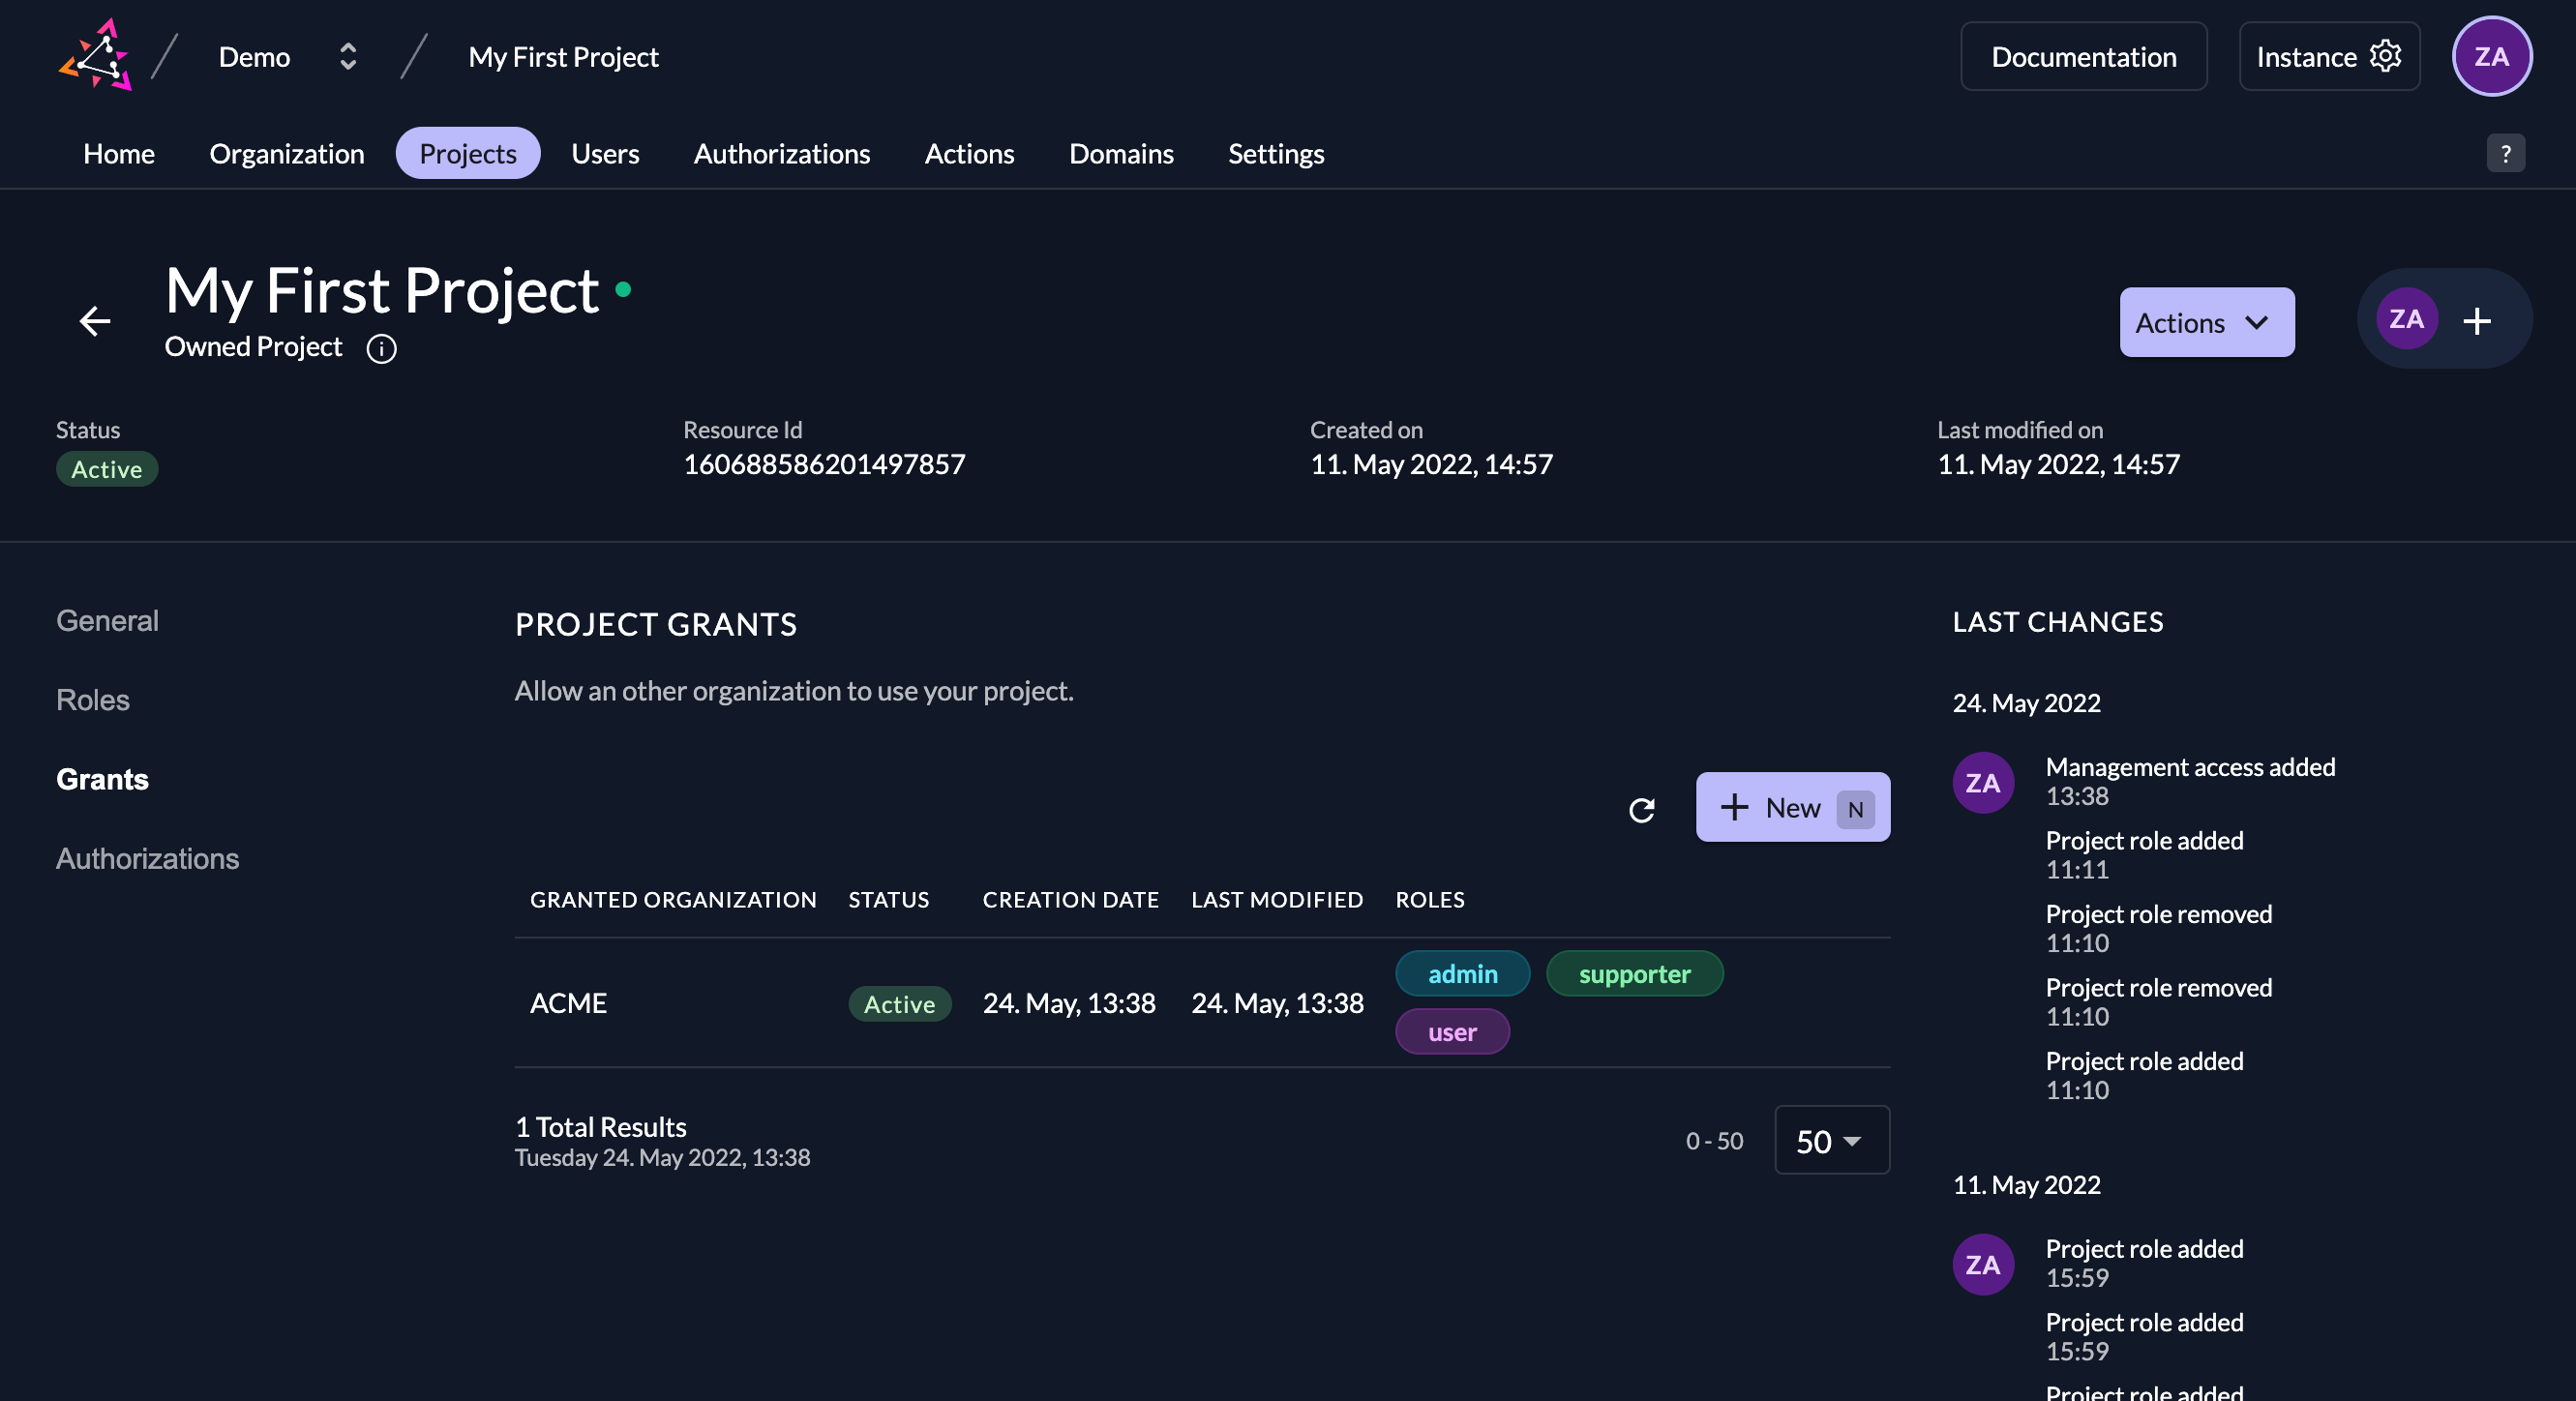 Demo
My First Project
Documentation
Instance
ZA
Home
Organization
Projects
Users
Authorizations
Actions
Domains
Settings
?
My First Project
Owned Project
Actions
ZA
Status
Active
Resource Id
160688586201497857
Created on
11. May 2022, 14:57
Last modified on
11. May 2022, 14:57
General
Roles
Grants
Authorizations
PROJECT GRANTS
Allow an other organization to use your project.
New N
GRANTED ORGANIZATION STATUS CREATION DATE LAST MODIFIED ROLES
ACME Active 24. May, 13:38 24. May, 13:38 admin supporter
user
1 Total Results
Tuesday 24. May 2022, 13:38
0 - 50
50
LAST CHANGES
24. May 2022
ZA
Management access added
13:38
Project role added
11:11
Project role removed
11:10
Project role removed
11:10
Project role added
11:10
11. May 2022
ZA
Project role added
15:59
Project role added
15:59
Project role added